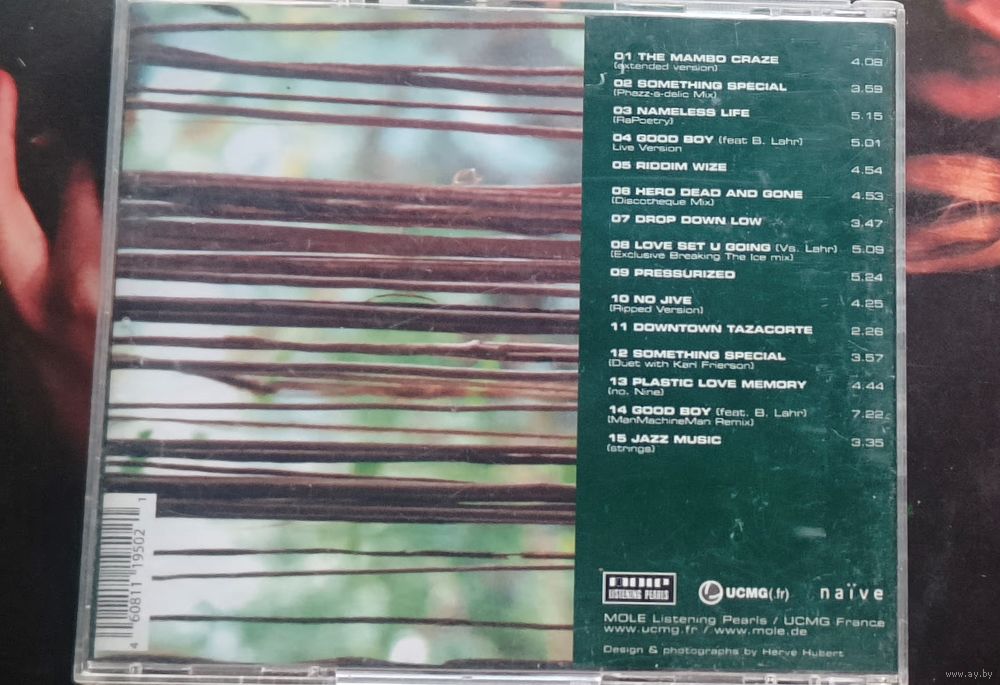 01 THE MAMBO CRAZE 4.08
(extended version)
02 SOMETHING SPECIAL 3.59
(Phazz-a-delic Mix)
03 NAMELESS LIFE 5.15
(RaPoetry)
04 GOOD BOY (feat B. Lahr) 5.01
Live Version
05 RIDDIM WIZE 4.54
06 HERO DEAD AND GONE 4.53
(Discotheque Mix)
07 DROP DOWN LOW 3.47
08 LOVE SET U GOING (Vs. Lahr) 5.09
(Exclusive Breaking The Ice mix)
09 PRESSURIZED 5.24
10 NO JIVE 4.25
(Ripped Version)
11 DOWNTOWN TAZACORTE 2.26
12 SOMETHING SPECIAL 3.57
(Duet with Karl Frierson)
13 PLASTIC LOVE MEMORY 4.44
(no. Nine)
14 GOOD BOY (feat. B. Lahr) 7.22
(ManMachineMan Remix)
15 JAZZ MUSIC 3.35
(strings)
4 60811 19502 1
MOLE
LISTENING PEARLS
UCMG(.fr)
naïve
MOLE Listening Pearls / UCMG France
www.ucmg.fr / www.mole.de
Design & photographs by Hervé Hubert
www.ay.by